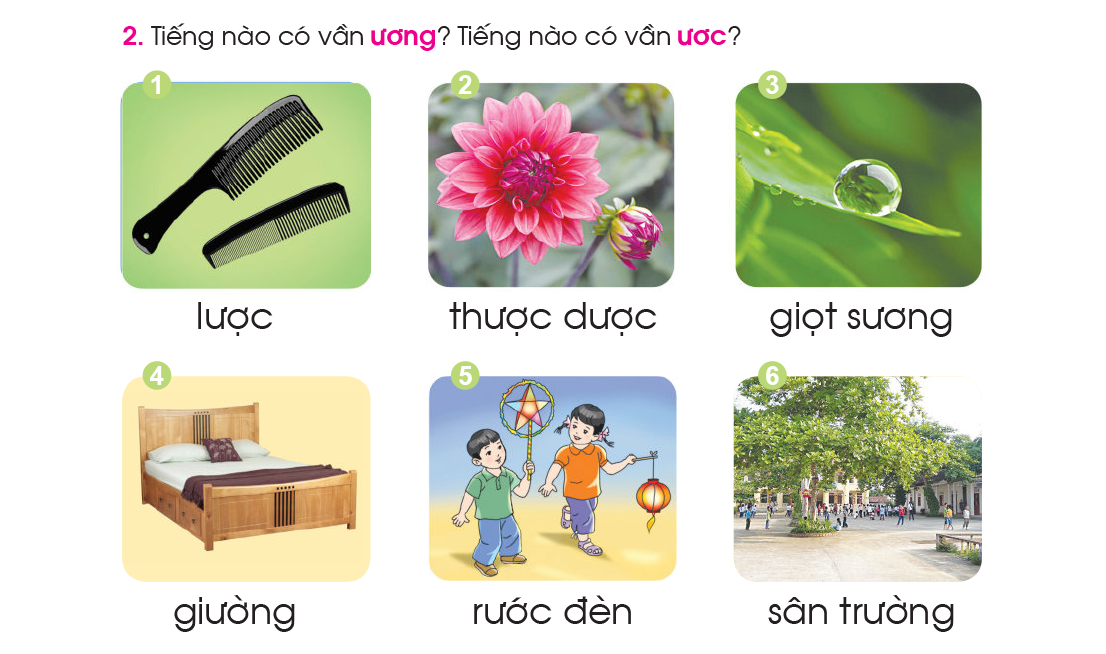 2. Tiếng nào có vần ương? Tiếng nào có vần ươc?
1
2
3
lược
thược dược
giọt sương
4
5
6
giường
rước đèn
sân trường